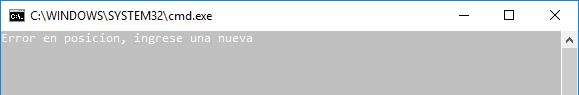 C:\WINDOWS\SYSTEM32\cmd.exe
Error en posicion, ingrese una nueva